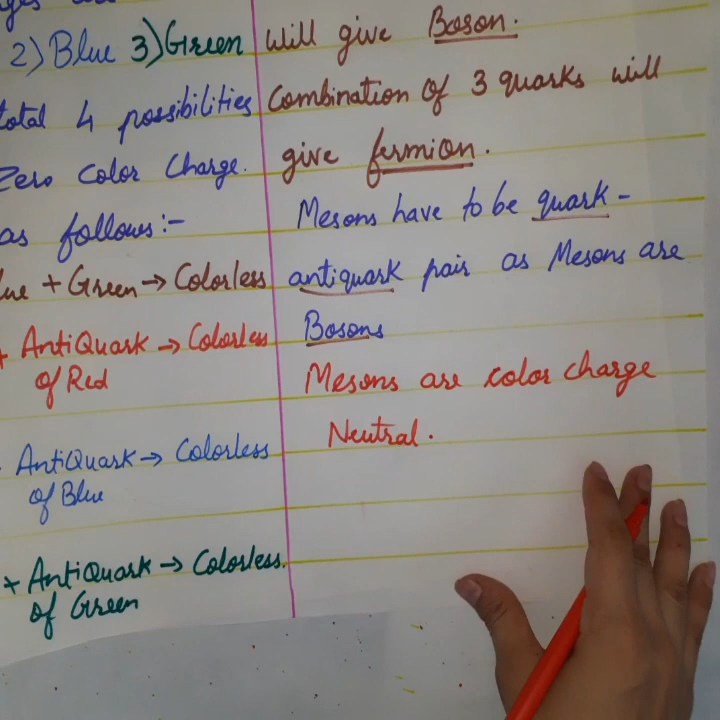 2) Blue 3) Green
total 4 possibilities
Zero Color Charge.
as follows:-
+ Green → Colorless
+ AntiQuark → Colorless
of Red
AntiQuark → Colorless
of Blue
+ AntiQuark → Colorless.
of Green
will give Boson.
Combination of 3 quarks will
give fermion.
Mesons have to be quark -
antiquark pair as Mesons are
Bosons
Mesons are color charge
Neutral.